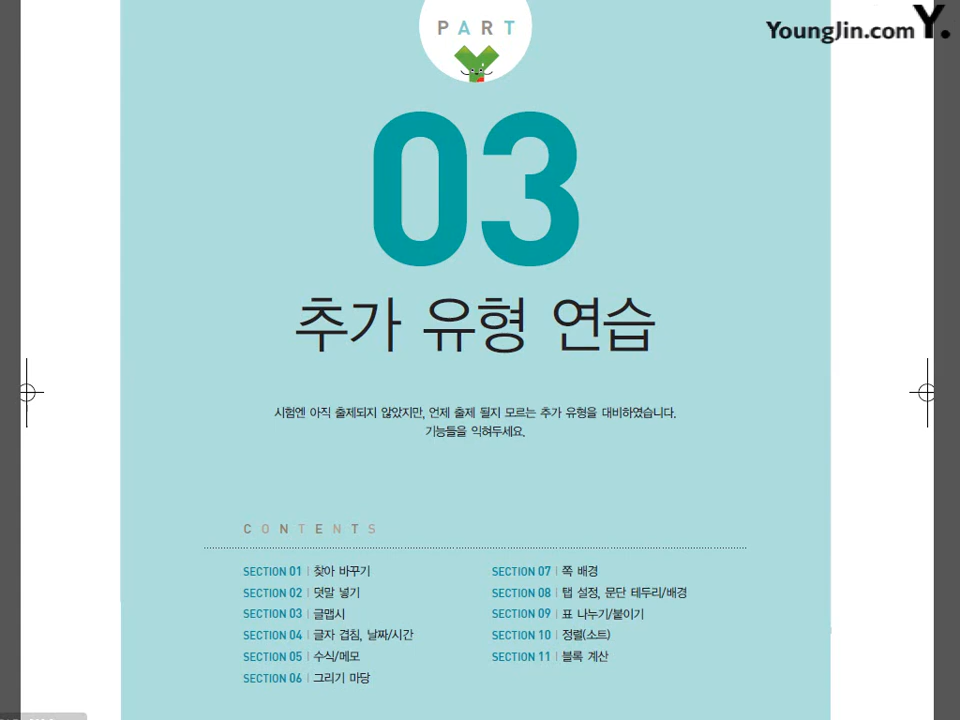 PART
YoungJin.com Y.
03
추가 유형 연습
시험엔 아직 출제되지 않았지만, 언제 출제 될지 모르는 추가 유형을 대비하였습니다.
기능들을 익혀두세요.
CONTENTS
SECTION 01 | 찾아 바꾸기
SECTION 02 | 덧말 넣기
SECTION 03 | 글맵시
SECTION 04 | 글자 겹침, 날짜/시간
SECTION 05 | 수식/메모
SECTION 06 | 그리기 마당
SECTION 07 | 쪽 배경
SECTION 08 | 탭 설정, 문단 테두리/배경
SECTION 09 | 표 나누기/붙이기
SECTION 10 | 정렬(소트)
SECTION 11 | 블록 계산